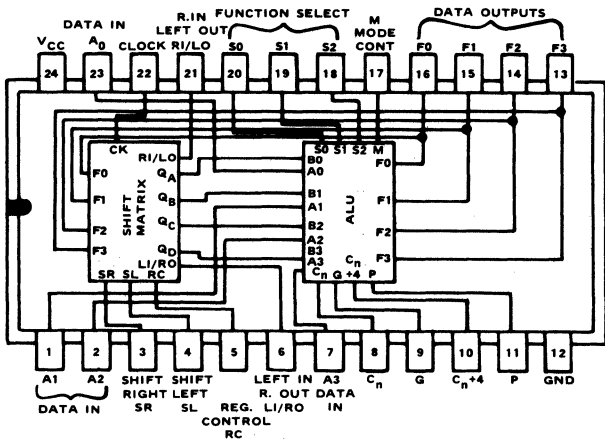 DATA IN
R.IN
LEFT OUT
FUNCTION SELECT
M
MODE
CONT
DATA OUTPUTS
VCC A0 CLOCK RI/LO S0 S1 S2 F0 F1 F2 F3
24 23 22 21 20 19 18 17 16 15 14 13
CK
S0 S1 S2 M
RI/LO
F0 QA
F1 QB
F2 QC
F3 QD
LI/RO
SR SL RC
SHIFT
MATRIX
B0
A0
B1
A1
B2
A2
B3
A3
ALU
F0
F1
F2
F3
Cn G Cn+4 P
1 2 3 4 5 6 7 8 9 10 11 12
A1 A2
DATA IN
SHIFT
RIGHT
SR
SHIFT
LEFT
SL
REG.
CONTROL
RC
LEFT IN
R. OUT
LI/RO
A3
DATA
IN
Cn G Cn+4 P GND